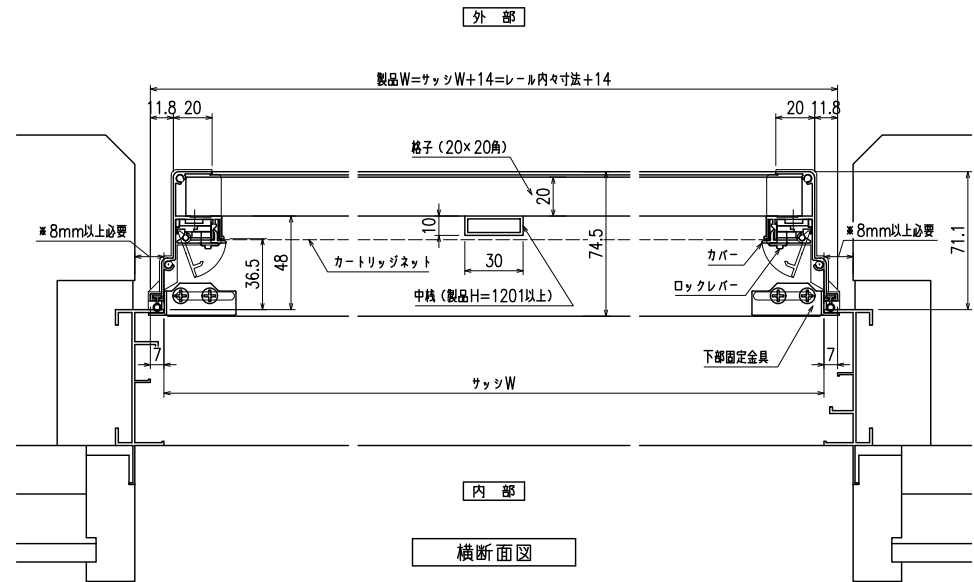 外 部
製品W=サッシW+14=レール内々寸法+14
11.8 20
20 11.8
格子（20×20角）
※8mm以上必要
※8mm以上必要
20
10
74.5
71.1
36.5
48
カートリッジネット
30
カバー
ロックレバー
中桟（製品H=1201以上）
7
7
下部固定金具
サッシW
内 部
横断面図